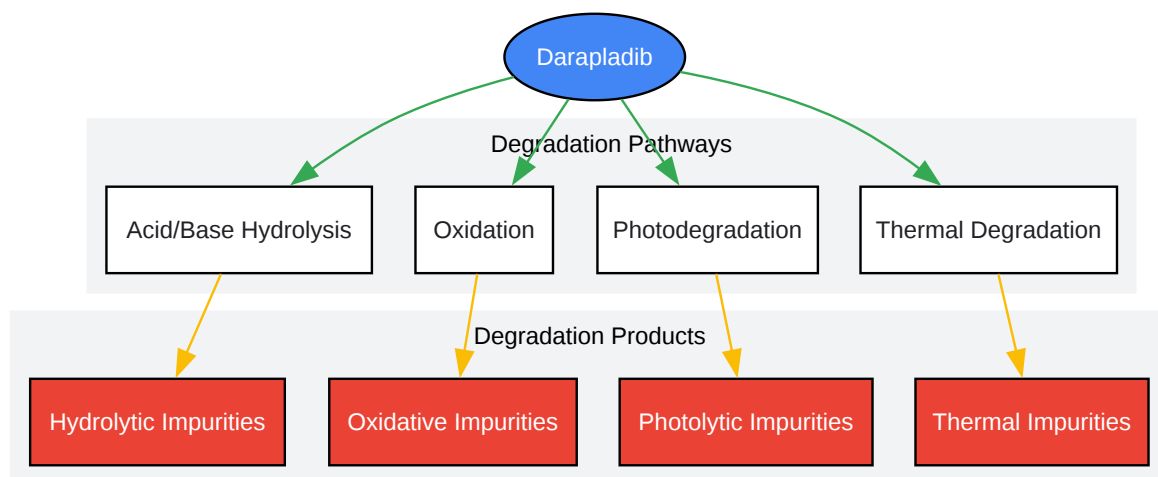 Darapladib
Degradation Pathways
Acid/Base Hydrolysis
Oxidation
Photodegradation
Thermal Degradation
Degradation Products
Hydrolytic Impurities
Oxidative Impurities
Photolytic Impurities
Thermal Impurities